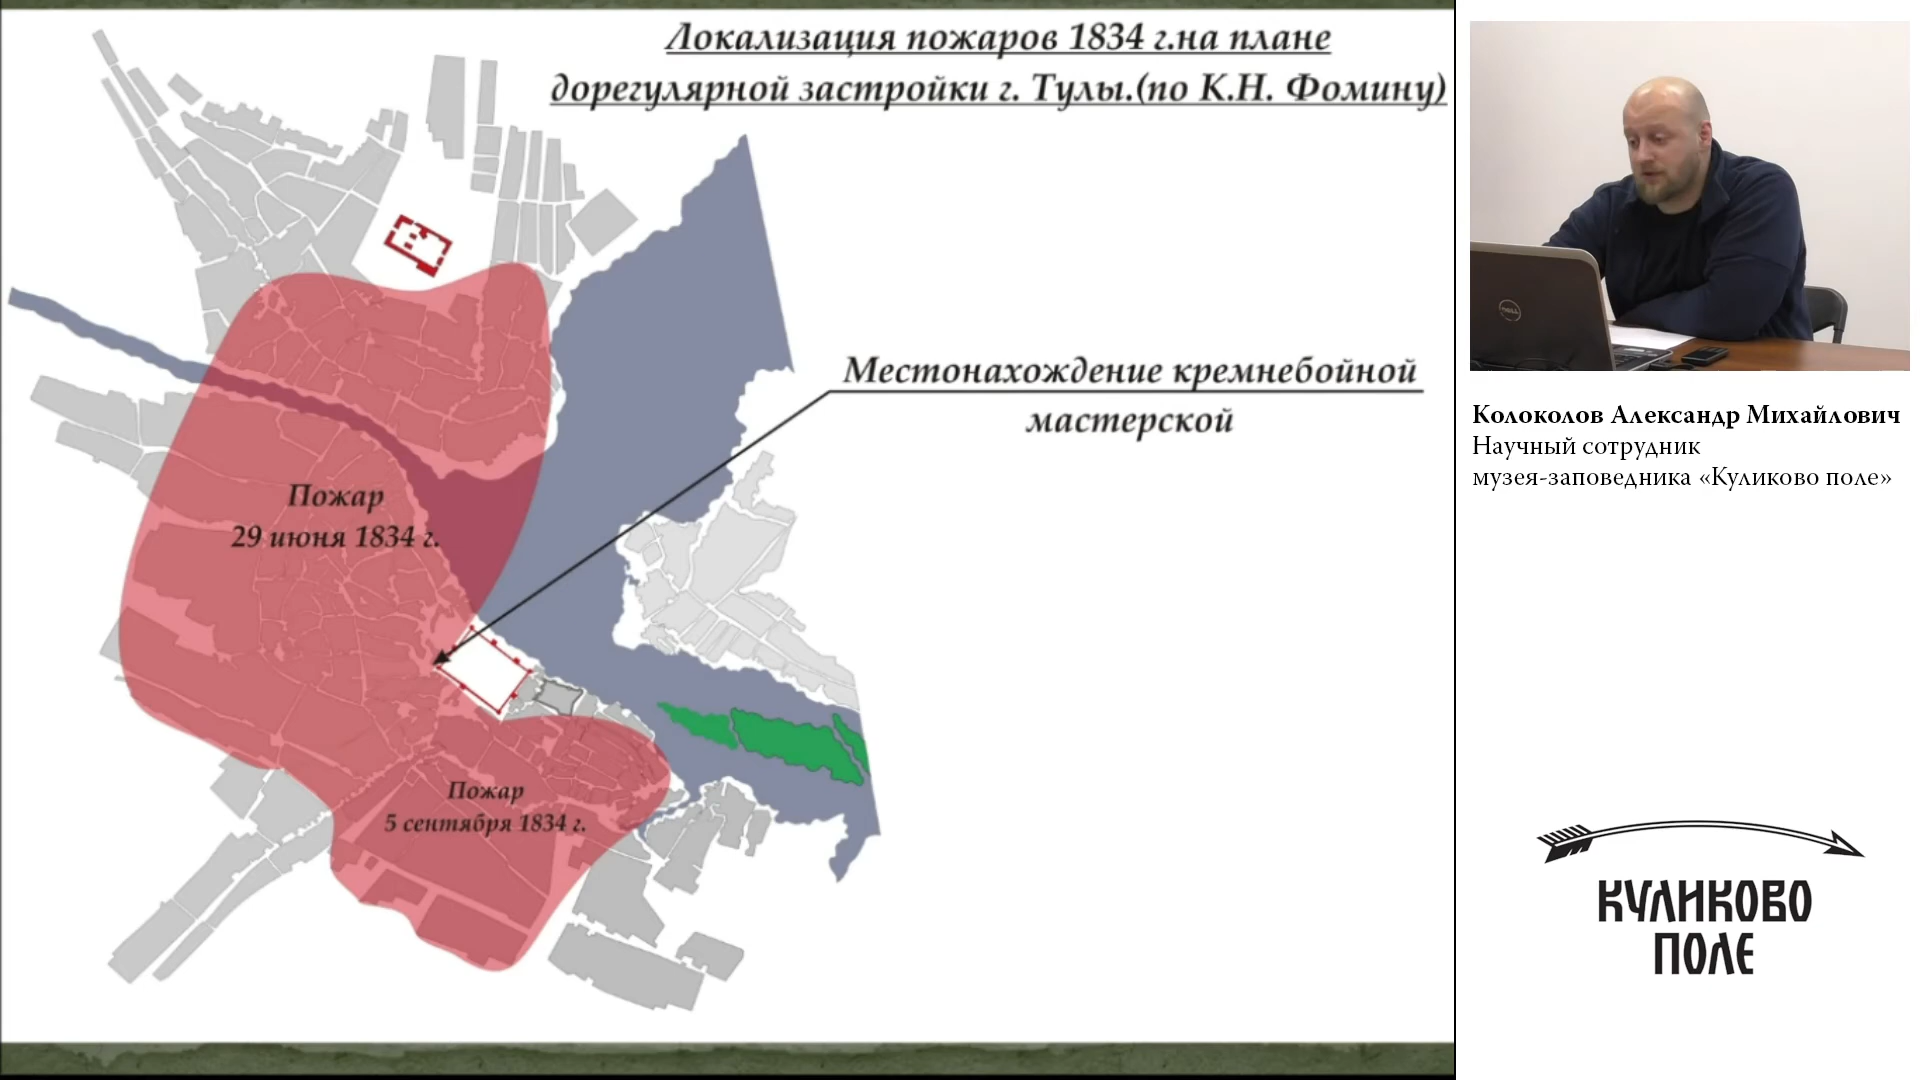 Локализация пожаров 1834 г.на плане
дорегулярной застройки г. Тулы.(по К.Н. Фомину)
Местонахождение кремнебойной
мастерской
Пожар
29 июня 1834 г.
Пожар
5 сентября 1834 г.
DELL
Колоколов Александр Михайлович
Научный сотрудник
музея-заповедника «Куликово поле»
КУЛИКОВО
ПОЛЕ